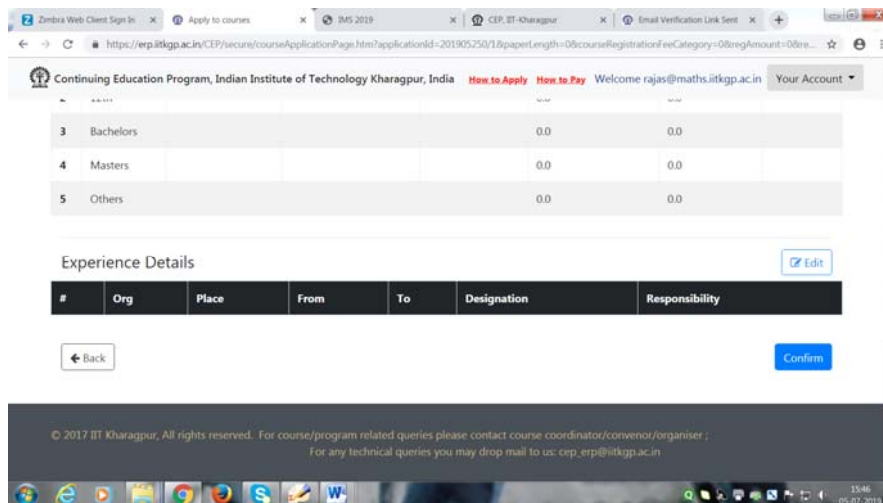 Zimbra Web Client Sign In
Apply to courses
IMS 2019
CEP, IIT-Kharagpur
Email Verification Link Sent
https://erp.iitkgp.ac.in/CEP/secure/courseApplicationPage.htm?applicationId=201905250/1&paperLength=0&courseRegistrationFeeCategory=0&regAmount=0&re...
Continuing Education Program, Indian Institute of Technology Kharagpur, India How to Apply How to Pay Welcome rajas@maths.iitkgp.ac.in Your Account
3 Bachelors 0.0 0.0
4 Masters 0.0 0.0
5 Others 0.0 0.0
Experience Details
Edit
# Org Place From To Designation Responsibility
Back
Confirm
© 2017 IIT Kharagpur, All rights reserved. For course/program related queries please contact course coordinator/convenor/organiser ;
For any technical queries you may drop mail to us: cep_erp@iitkgp.ac.in
15:46
05-07-2019